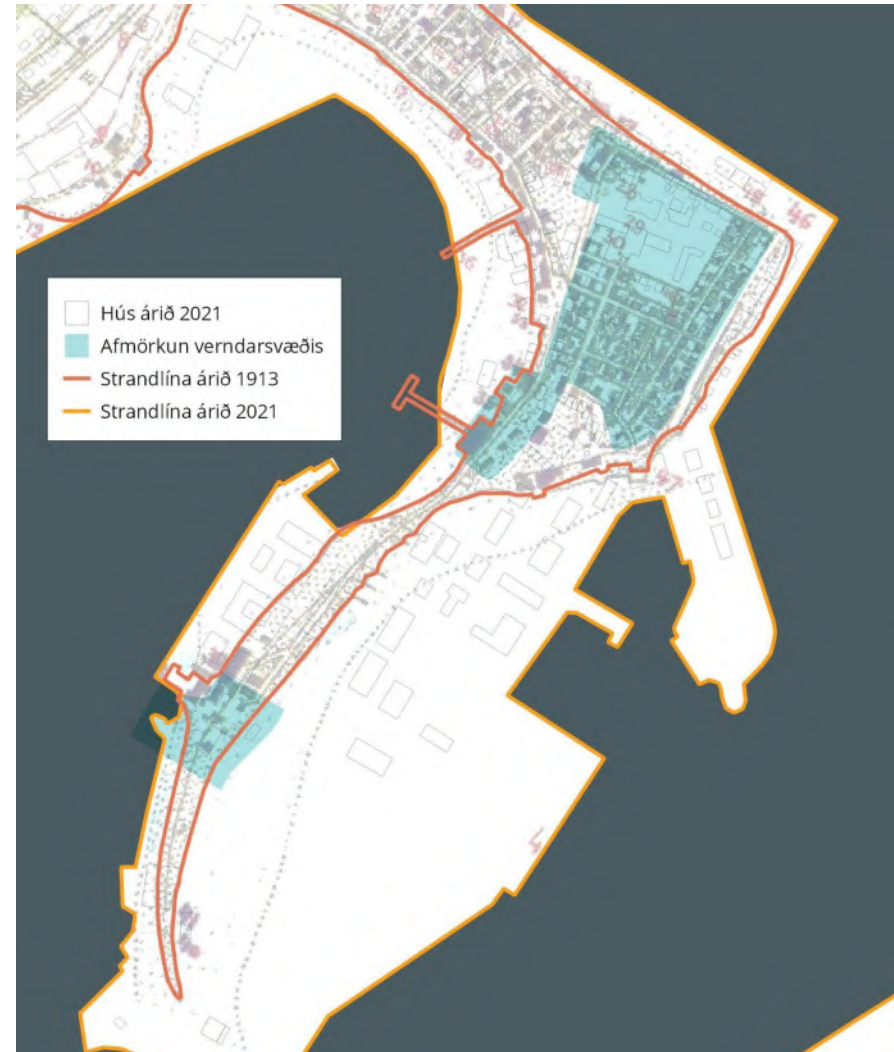 Hús árið 2021
Afmörkun verndarsvæðis
Strandlína árið 1913
Strandlína árið 2021